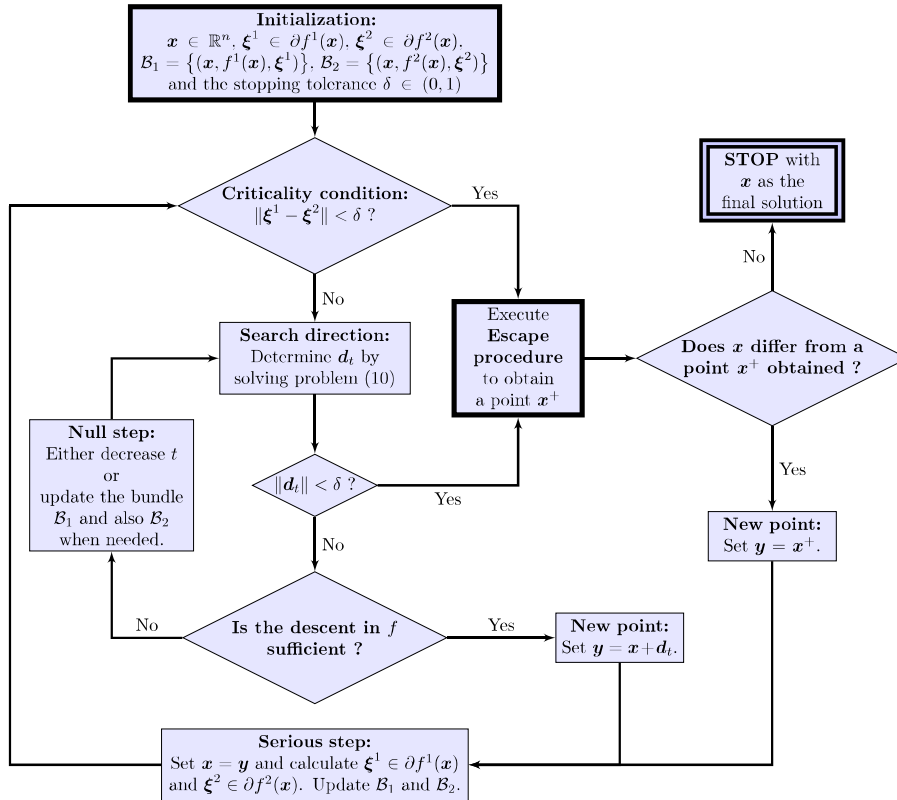 Initialization:
x ∈ ℝⁿ, ξ¹ ∈ ∂f¹(x), ξ² ∈ ∂f²(x),
ℬ₁ = {(x, f¹(x), ξ¹)}, ℬ₂ = {(x, f²(x), ξ²)}
and the stopping tolerance δ ∈ (0, 1)
Criticality condition:
‖ξ¹ − ξ²‖ < δ ?
Yes
No
STOP with
x as the
final solution
No
Execute
Escape
procedure
to obtain
a point x⁺
Does x differ from a
point x⁺ obtained ?
Yes
Search direction:
Determine dₜ by
solving problem (10)
Null step:
Either decrease t
or
update the bundle
ℬ₁ and also ℬ₂
when needed.
‖dₜ‖ < δ ?
Yes
No
New point:
Set y = x⁺.
Is the descent in f
sufficient ?
No
Yes
New point:
Set y = x+dₜ.
Serious step:
Set x = y and calculate ξ¹ ∈ ∂f¹(x)
and ξ² ∈ ∂f²(x). Update ℬ₁ and ℬ₂.